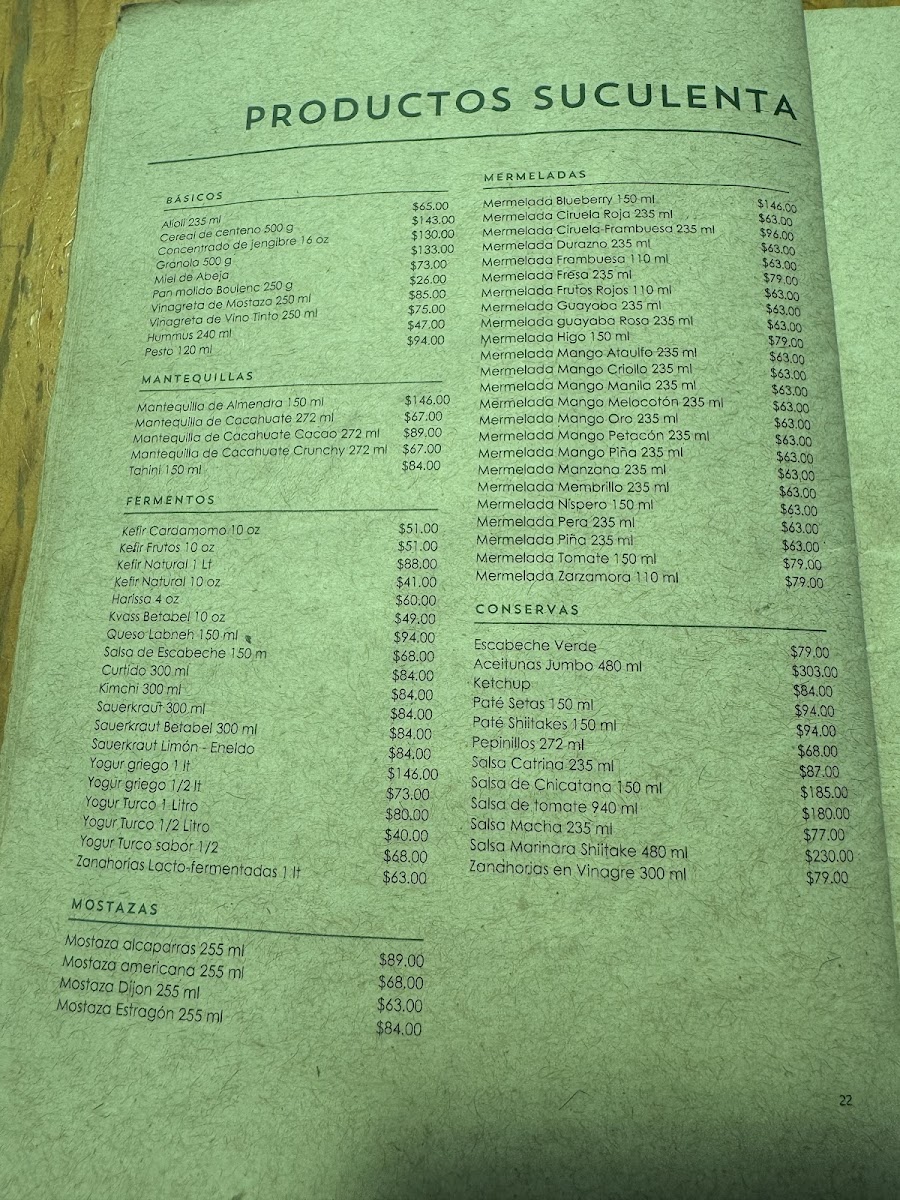 PRODUCTOS SUCULENTA
BÁSICOS
Alioli 235 ml $65.00
Cereal de centeno 500 g $143.00
Concentrado de jengibre 16 oz $130.00
Granola 500 g $133.00
Miel de Abeja $73.00
Pan molido Boulenc 250 g $26.00
Vinagreta de Mostaza 250 ml $85.00
Vinagreta de Vino Tinto 250 ml $75.00
Hummus 240 ml $47.00
Pesto 120 ml $94.00
MANTEQUILLAS
Mantequilla de Almendra 150 ml $146.00
Mantequilla de Cacahuate 272 ml $67.00
Mantequilla de Cacahuate Cacao 272 ml $89.00
Mantequilla de Cacahuate Crunchy 272 ml $67.00
Tahini 150 ml $84.00
FERMENTOS
Kefir Cardamomo 10 oz $51.00
Kefir Frutos 10 oz $51.00
Kefir Natural 1 Lt $88.00
Kefir Natural 10 oz $41.00
Harissa 4 oz $60.00
Kvass Betabel 10 oz $49.00
Queso Labneh 150 ml $94.00
Salsa de Escabeche 150 m $68.00
Curtido 300 ml $84.00
Kimchi 300 ml $84.00
Sauerkraut 300 ml $84.00
Sauerkraut Betabel 300 ml $84.00
Sauerkraut Limón - Eneldo $84.00
Yogur griego 1 lt $146.00
Yogur griego 1/2 lt $73.00
Yogur Turco 1 Litro $80.00
Yogur Turco 1/2 Litro $40.00
Yogur Turco sabor 1/2 $68.00
Zanahorias Lacto-fermentadas 1 lt $63.00
MOSTAZAS
Mostaza alcaparras 255 ml $89.00
Mostaza americana 255 ml $68.00
Mostaza Dijon 255 ml $63.00
Mostaza Estragón 255 ml $84.00
MERMELADAS
Mermelada Blueberry 150 ml $146.00
Mermelada Ciruela Roja 235 ml $63.00
Mermelada Ciruela-Frambuesa 235 ml $96.00
Mermelada Durazno 235 ml $63.00
Mermelada Frambuesa 110 ml $63.00
Mermelada Fresa 235 ml $79.00
Mermelada Frutos Rojos 110 ml $63.00
Mermelada Guayaba 235 ml $63.00
Mermelada guayaba Rosa 235 ml $63.00
Mermelada Higo 150 ml $79.00
Mermelada Mango Ataulfo 235 ml $63.00
Mermelada Mango Criollo 235 ml $63.00
Mermelada Mango Manila 235 ml $63.00
Mermelada Mango Melocotón 235 ml $63.00
Mermelada Mango Oro 235 ml $63.00
Mermelada Mango Petacón 235 ml $63.00
Mermelada Mango Piña 235 ml $63.00
Mermelada Manzana 235 ml $63.00
Mermelada Membrillo 235 ml $63.00
Mermelada Níspero 150 ml $63.00
Mermelada Pera 235 ml $63.00
Mermelada Piña 235 ml $63.00
Mermelada Tomate 150 ml $79.00
Mermelada Zarzamora 110 ml $79.00
CONSERVAS
Escabeche Verde $79.00
Aceitunas Jumbo 480 ml $303.00
Ketchup $84.00
Paté Setas 150 ml $94.00
Paté Shiitakes 150 ml $94.00
Pepinillos 272 ml $68.00
Salsa Catrina 235 ml $87.00
Salsa de Chicatana 150 ml $185.00
Salsa de tomate 940 ml $180.00
Salsa Macha 235 ml $77.00
Salsa Marinara Shiitake 480 ml $230.00
Zanahorias en Vinagre 300 ml $79.00
22